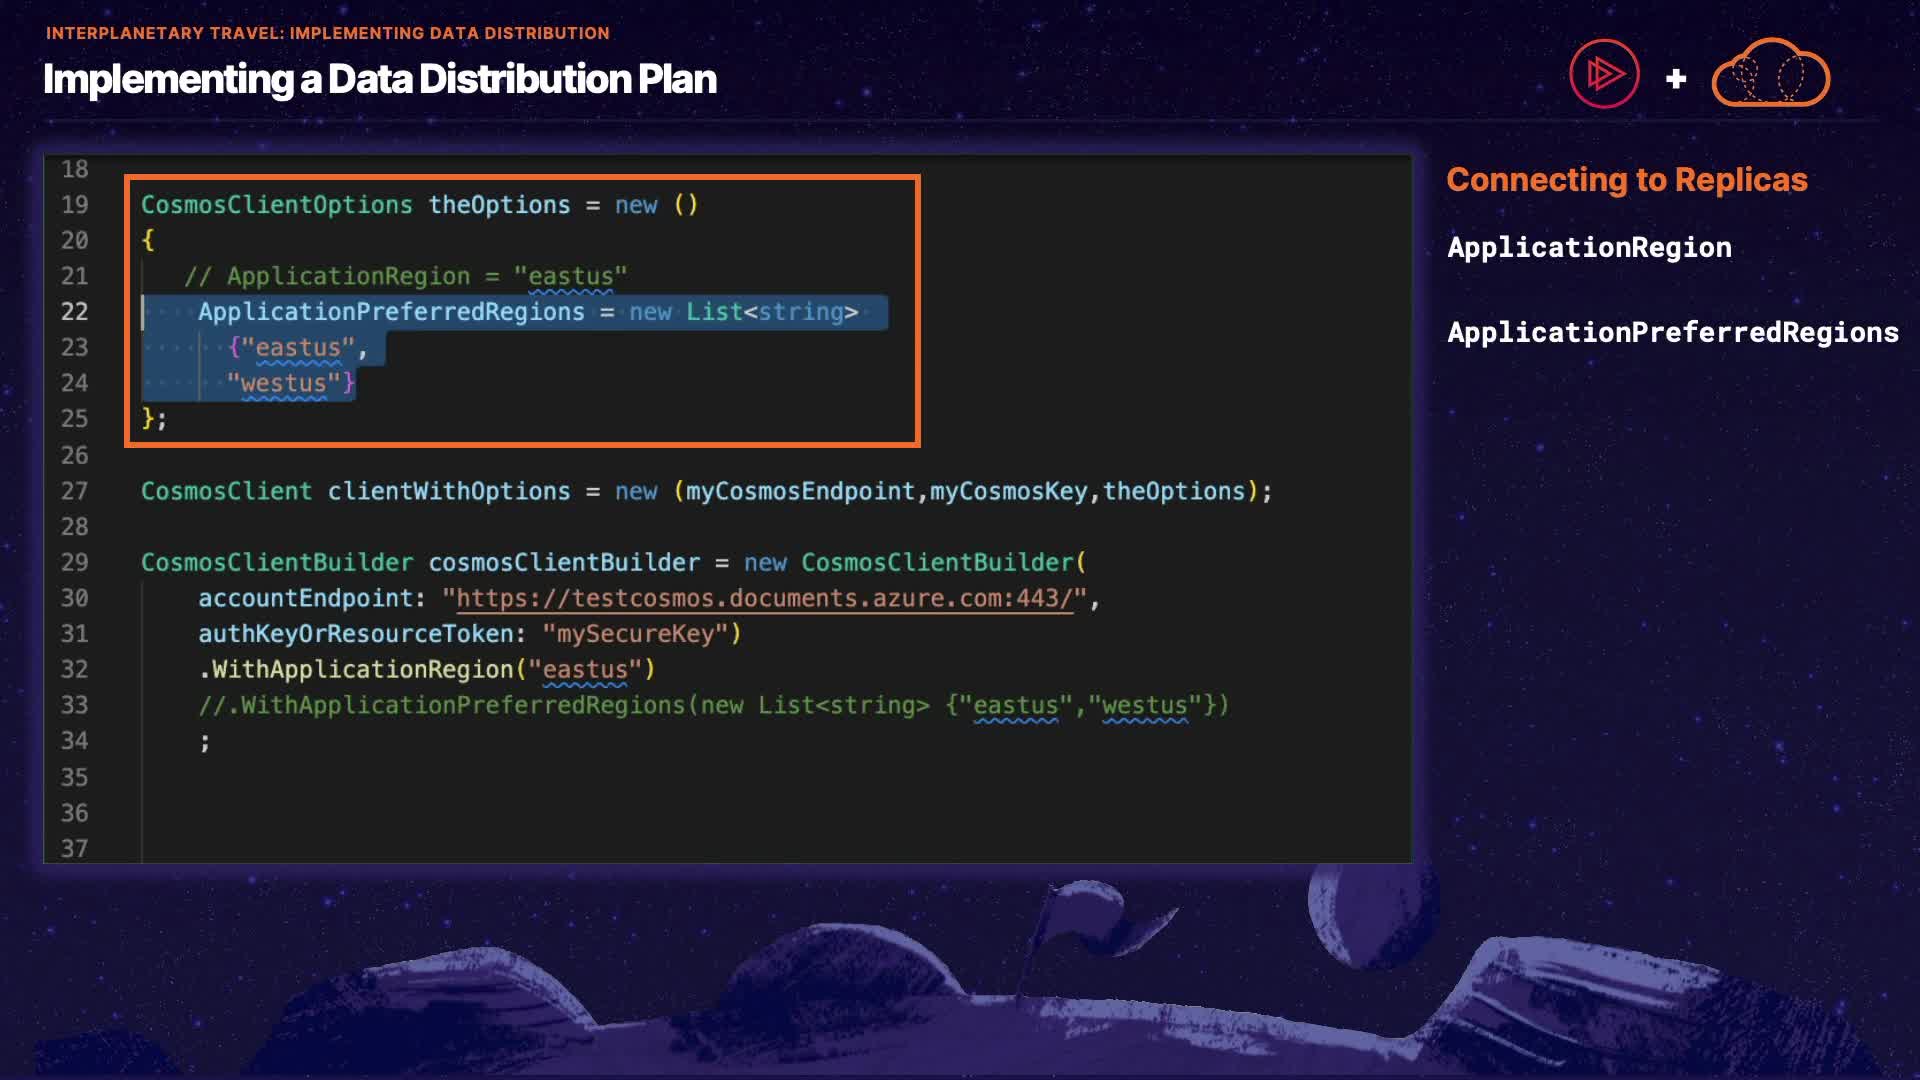 INTERPLANETARY TRAVEL: IMPLEMENTING DATA DISTRIBUTION
Implementing a Data Distribution Plan
+
18
19 CosmosClientOptions theOptions = new ()
20 {
21 // ApplicationRegion = "eastus"
22 ApplicationPreferredRegions = new List<string>
23 {"eastus",
24 "westus"}
25 };
26
27 CosmosClient clientWithOptions = new (myCosmosEndpoint,myCosmosKey,theOptions);
28
29 CosmosClientBuilder cosmosClientBuilder = new CosmosClientBuilder(
30 accountEndpoint: "https://testcosmos.documents.azure.com:443/",
31 authKeyOrResourceToken: "mySecureKey")
32 .WithApplicationRegion("eastus")
33 //.WithApplicationPreferredRegions(new List<string> {"eastus","westus"})
34 ;
35
36
37
Connecting to Replicas
ApplicationRegion
ApplicationPreferredRegions